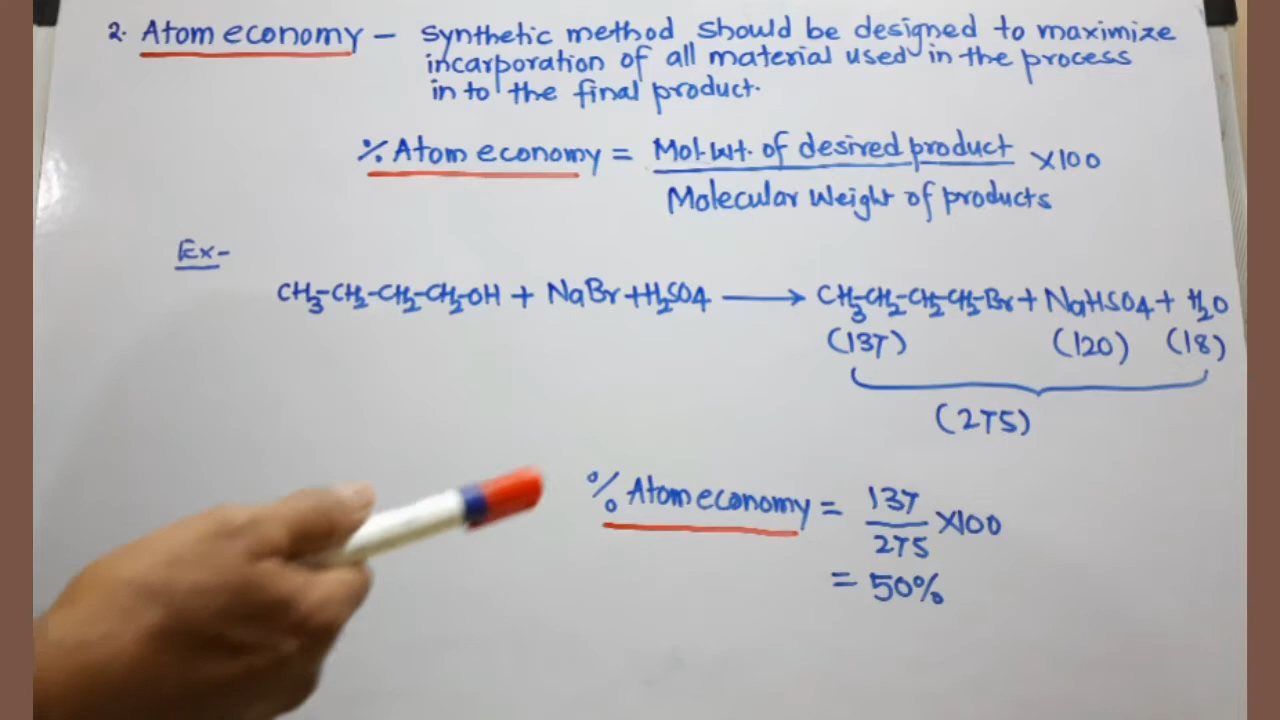 2. Atom economy - Synthetic method should be designed to maximize
incarporation of all material used in the process
in to the final product.
% Atom economy = Mol. wt. of desired product / Molecular Weight of products × 100
Ex-
CH3-CH2-CH2-CH2-OH + NaBr + H2SO4 ⟶ CH3-CH2-CH2-CH2-Br + NaHSO4 + H2O
(137) (120) (18)
(275)
% Atom economy = 137 / 275 × 100
= 50%